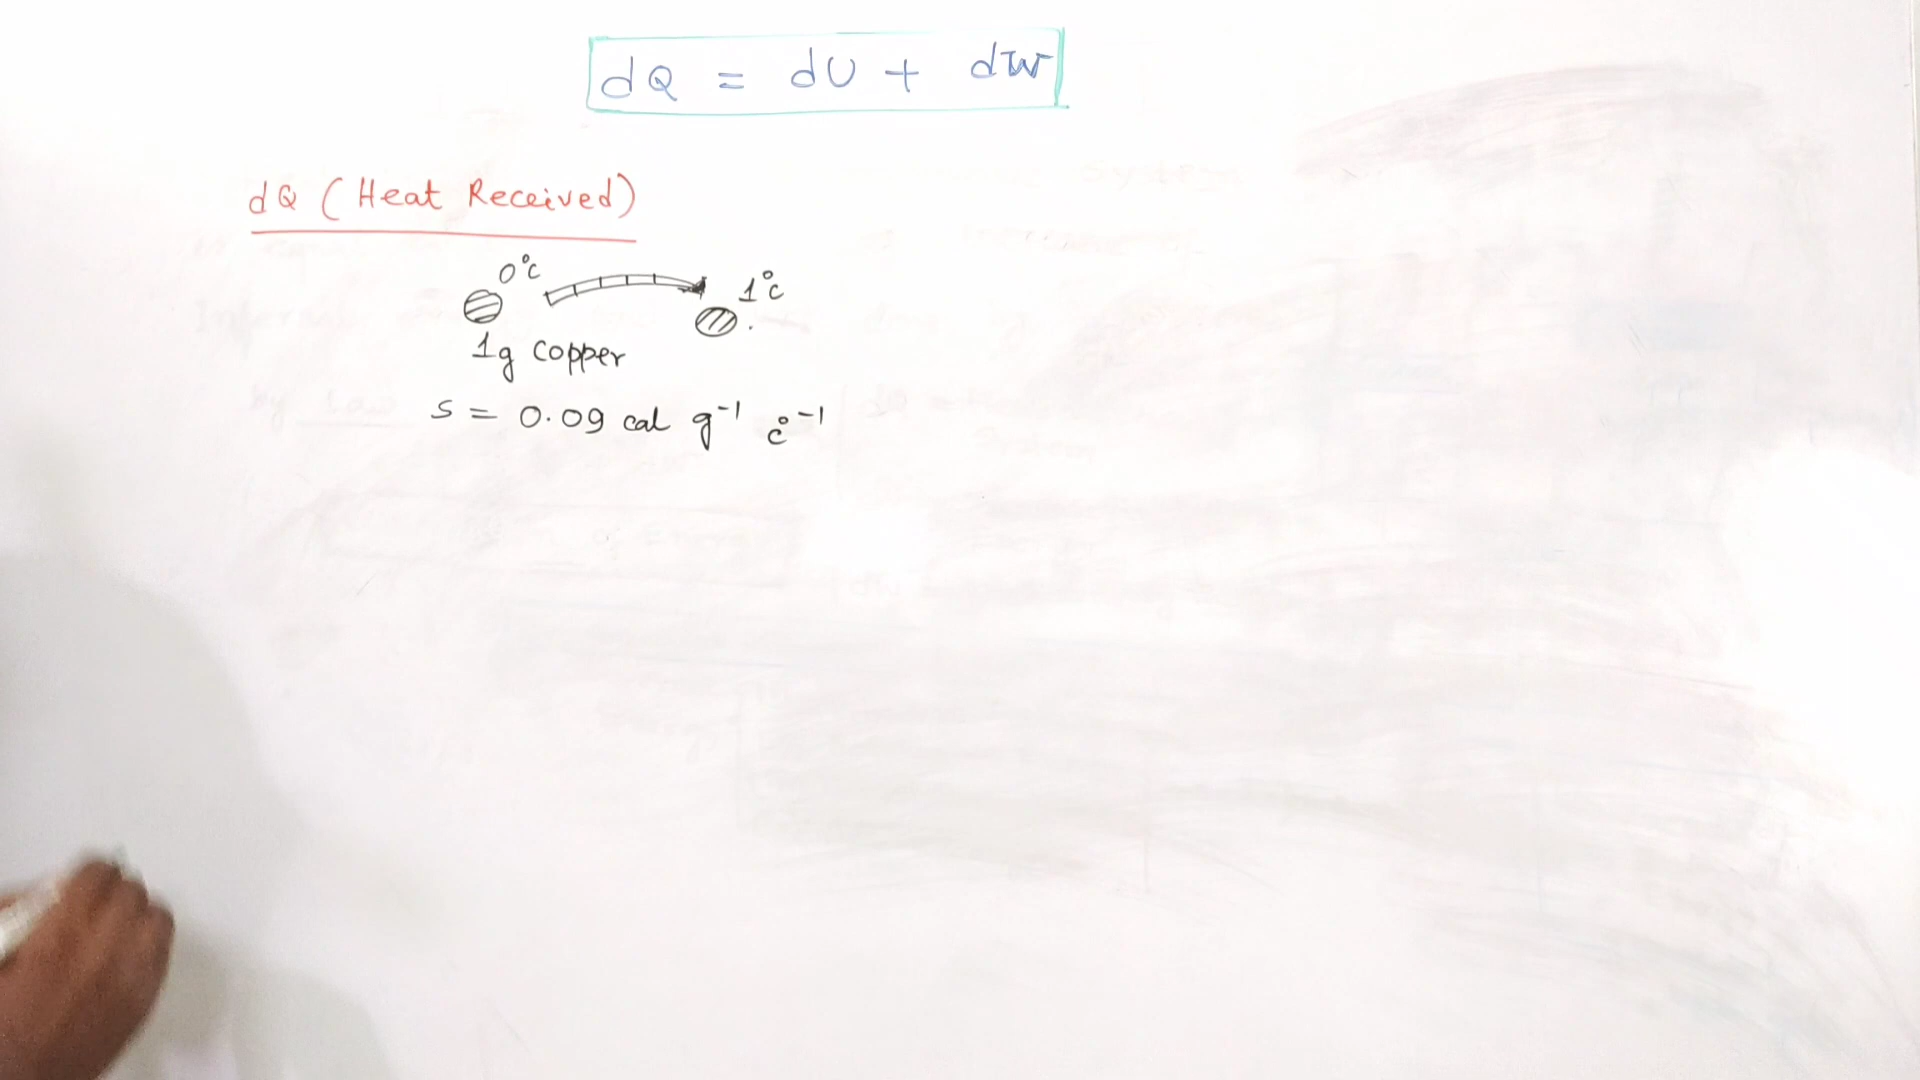 dQ = dU + dW
dQ (Heat Received)
0°c 1°c
1g copper
s = 0.09 cal g⁻¹ c°⁻¹